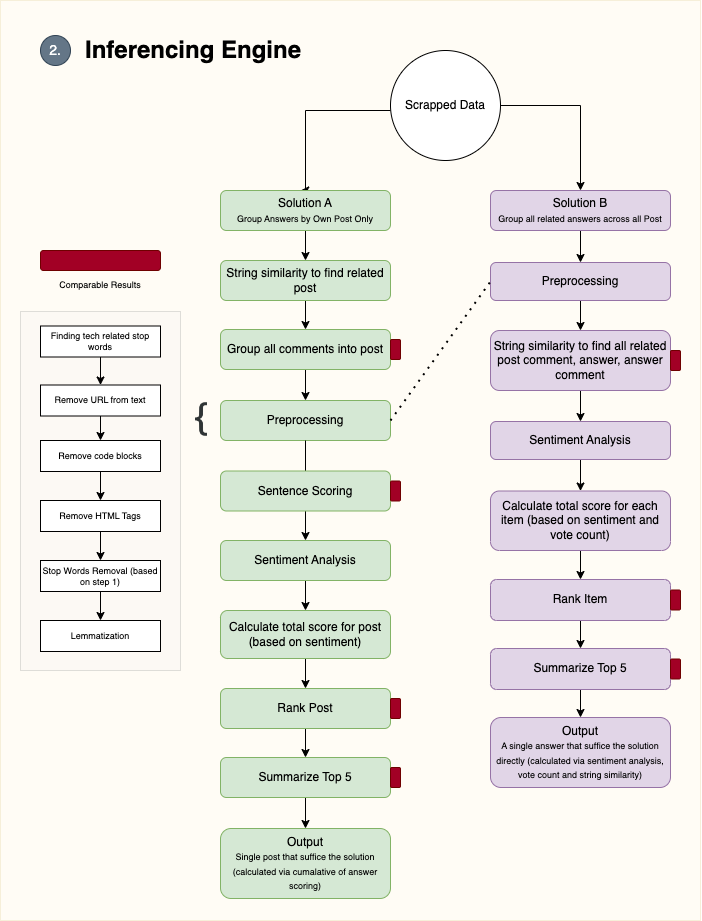 2.
Inferencing Engine
Scrapped Data
Solution A
Group Answers by Own Post Only
String similarity to find related
post
Group all comments into post
Preprocessing
{
Sentence Scoring
Sentiment Analysis
Calculate total score for post
(based on sentiment)
Rank Post
Summarize Top 5
Output
Single post that suffice the solution
(calculated via cumalative of answer
scoring)
Solution B
Group all related answers across all Post
Preprocessing
String similarity to find all related
post comment, answer, answer
comment
Sentiment Analysis
Calculate total score for each
item (based on sentiment and
vote count)
Rank Item
Summarize Top 5
Output
A single answer that suffice the solution
directly (calculated via sentiment analysis,
vote count and string similarity)
Comparable Results
Finding tech related stop
words
Remove URL from text
Remove code blocks
Remove HTML Tags
Stop Words Removal (based
on step 1)
Lemmatization